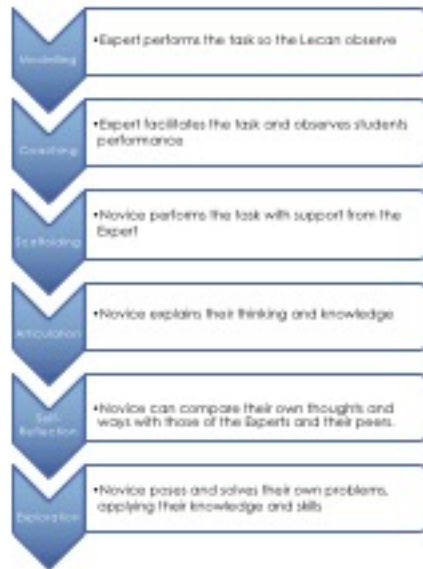 Modelling
•Expert performs the task so the Lecan observe
Coaching
•Expert facilitates the task and observes students
performance
Scaffolding
•Novice performs the task with support from the
Expert
Articulation
•Novice explains their thinking and knowledge
Self-
Reflection
•Novice can compare their own thoughts and
ways with those of the Experts and their peers.
Exploration
•Novice poses and solves their own problems,
applying their knowledge and skills